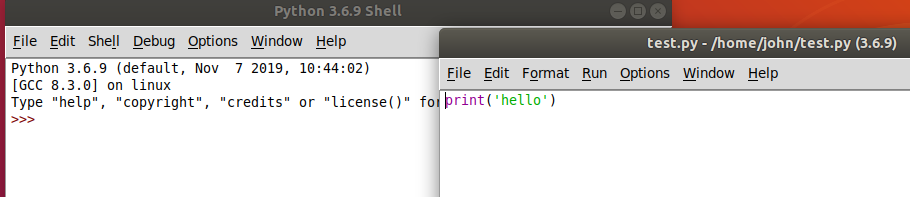 Python 3.6.9 Shell
File Edit Shell Debug Options Window Help
Python 3.6.9 (default, Nov  7 2019, 10:44:02)
[GCC 8.3.0] on linux
Type "help", "copyright", "credits" or "license()" for
>>>
test.py - /home/john/test.py (3.6.9)
File Edit Format Run Options Window Help
print('hello')